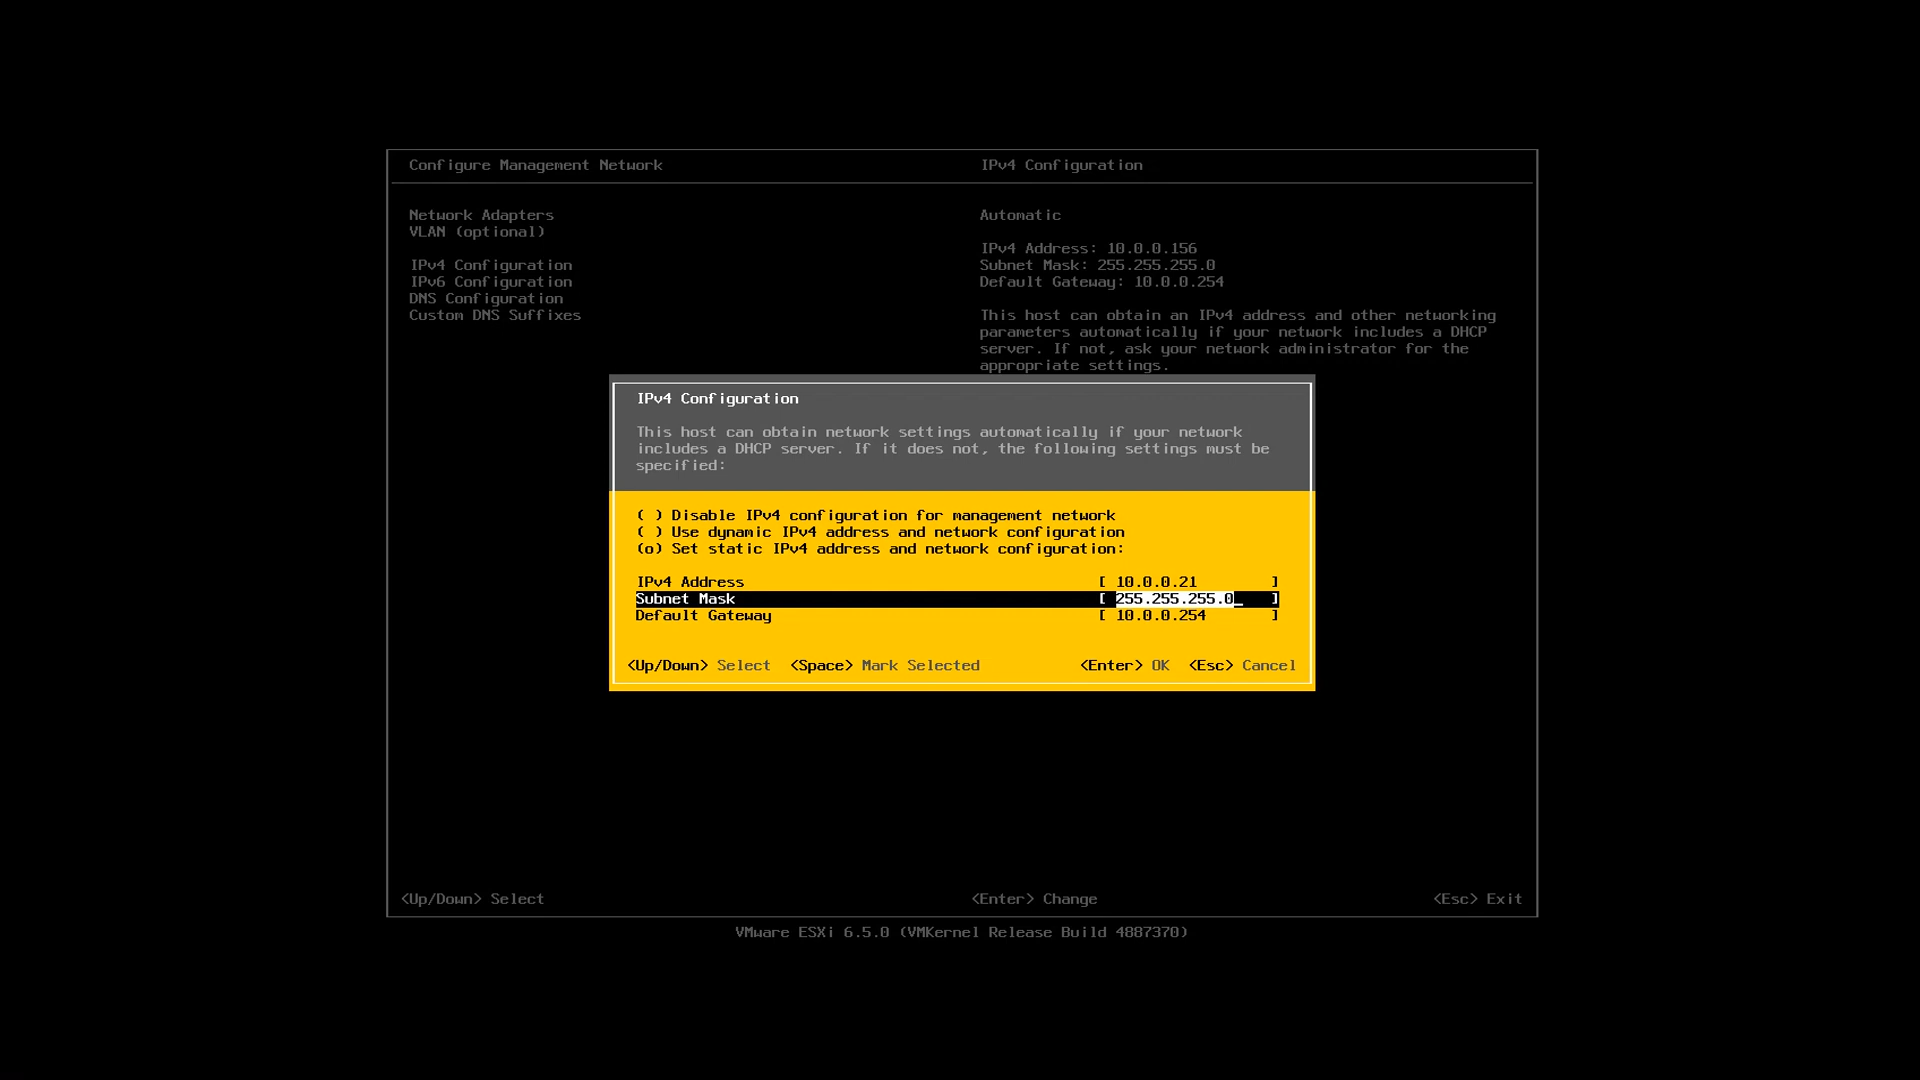 Configure Management Network
IPv4 Configuration
Network Adapters
VLAN (optional)
IPv4 Configuration
IPv6 Configuration
DNS Configuration
Custom DNS Suffixes
Automatic
IPv4 Address: 10.0.0.156
Subnet Mask: 255.255.255.0
Default Gateway: 10.0.0.254
This host can obtain an IPv4 address and other networking
parameters automatically if your network includes a DHCP
server. If not, ask your network administrator for the
appropriate settings.
IPv4 Configuration
This host can obtain network settings automatically if your network
includes a DHCP server. If it does not, the following settings must be
specified:
( ) Disable IPv4 configuration for management network
( ) Use dynamic IPv4 address and network configuration
(o) Set static IPv4 address and network configuration:
IPv4 Address [ 10.0.0.21 ]
Subnet Mask [ 255.255.255.0_ ]
Default Gateway [ 10.0.0.254 ]
<Up/Down> Select <Space> Mark Selected <Enter> OK <Esc> Cancel
<Up/Down> Select <Enter> Change <Esc> Exit
VMware ESXi 6.5.0 (VMKernel Release Build 4887370)